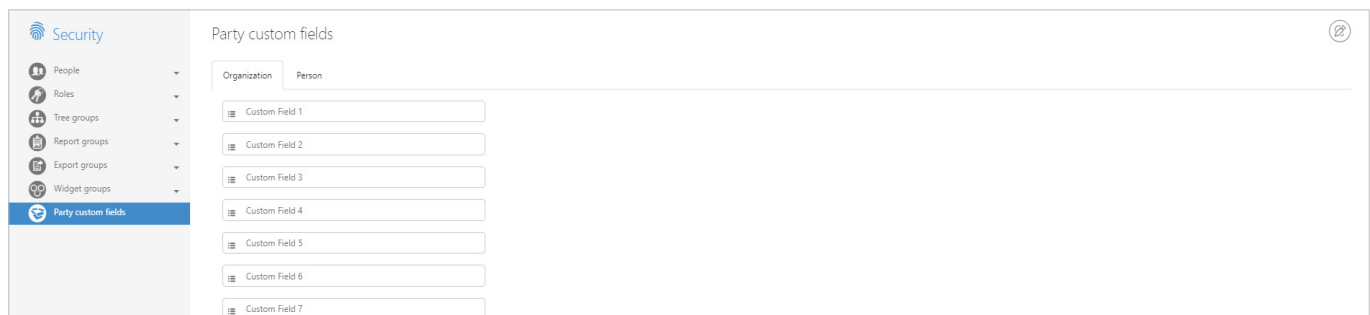 Security
People
Roles
Tree groups
Report groups
Export groups
Widget groups
Party custom fields
Party custom fields
Organization
Person
Custom Field 1
Custom Field 2
Custom Field 3
Custom Field 4
Custom Field 5
Custom Field 6
Custom Field 7